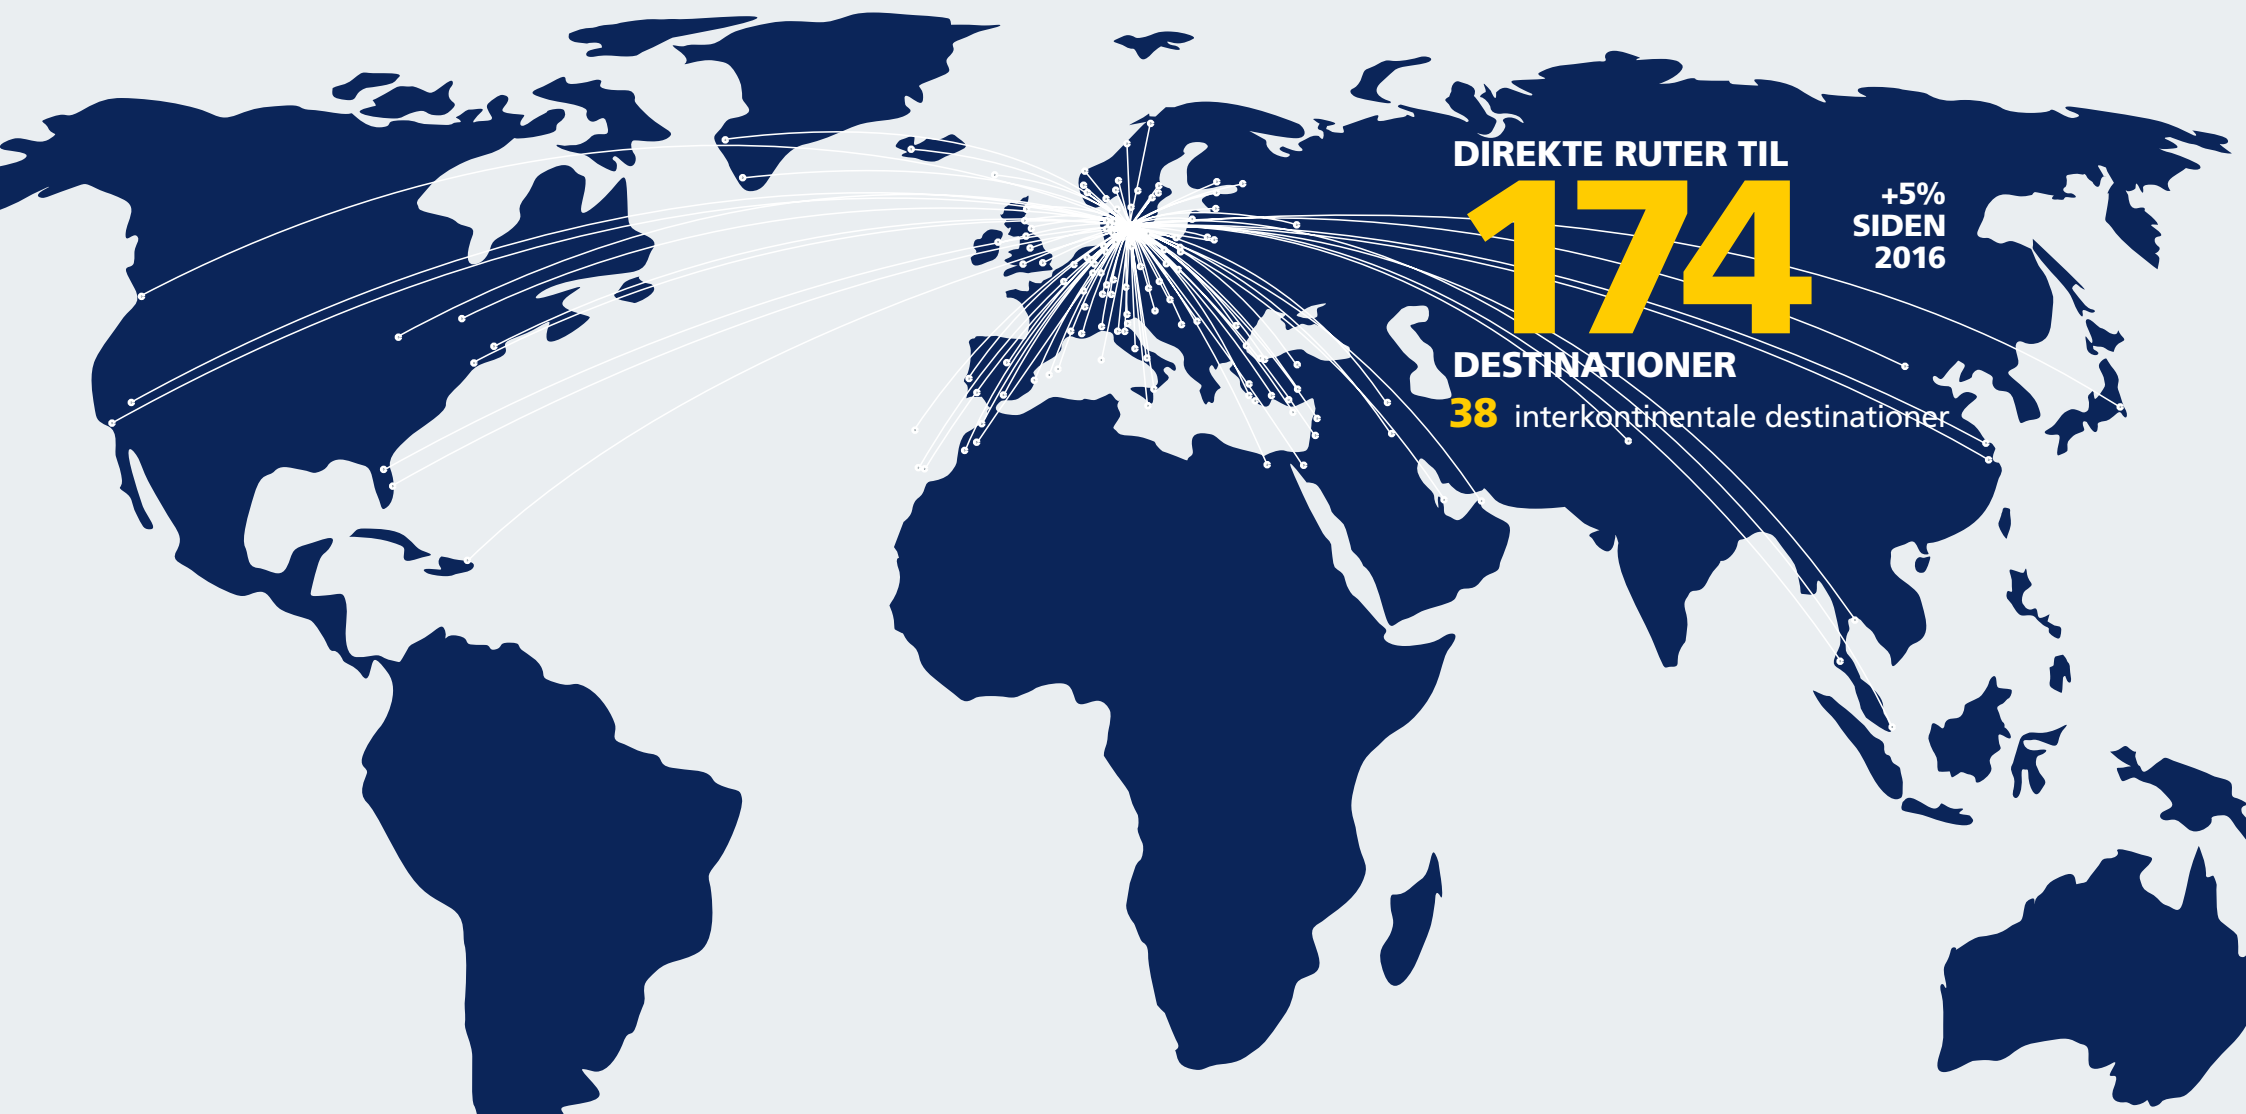 DIREKTE RUTER TIL
174
+5%
SIDEN
2016
DESTINATIONER
38 interkontinentale destinationer